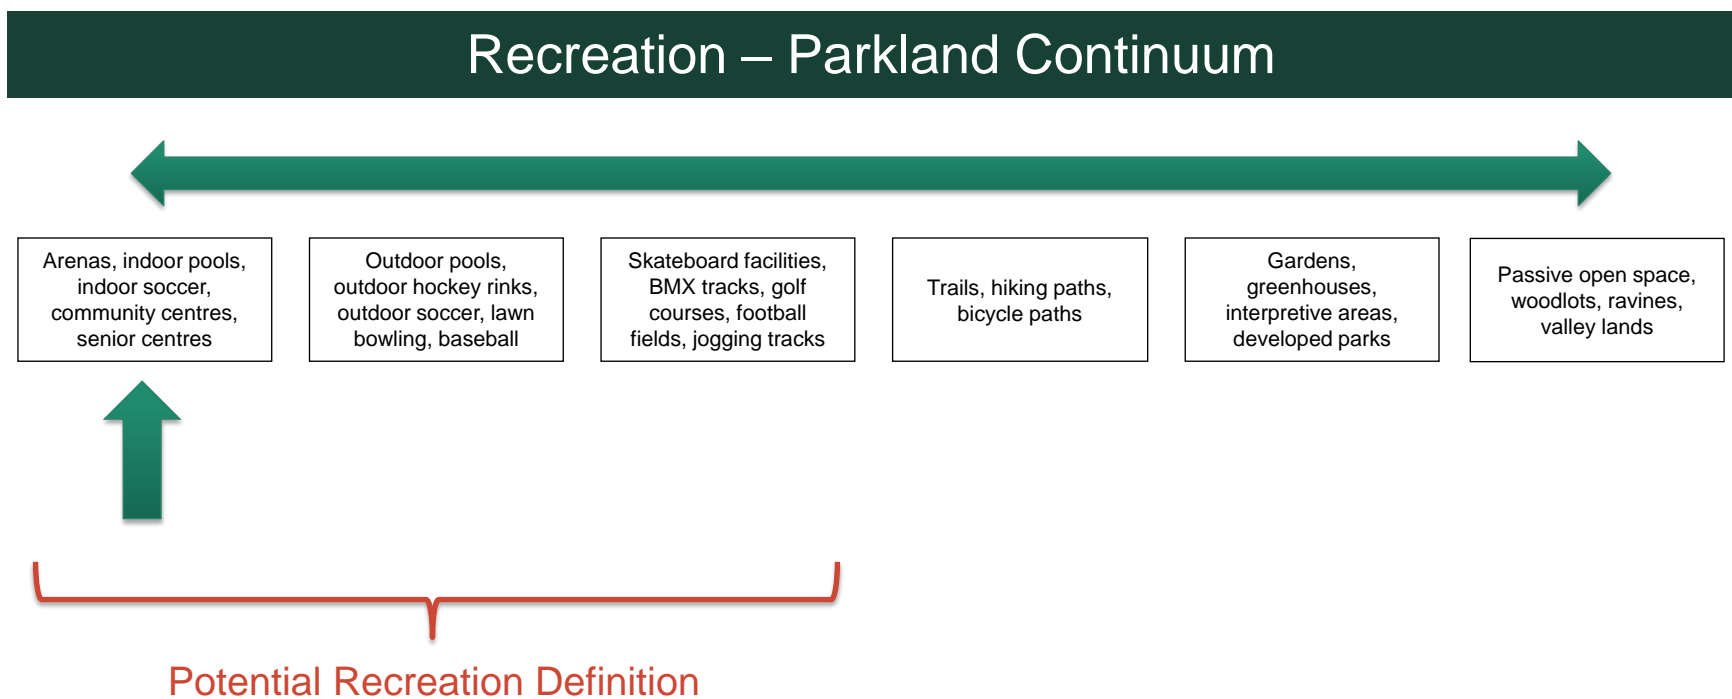 Recreation – Parkland Continuum
Arenas, indoor pools,
indoor soccer,
community centres,
senior centres
Outdoor pools,
outdoor hockey rinks,
outdoor soccer, lawn
bowling, baseball
Skateboard facilities,
BMX tracks, golf
courses, football
fields, jogging tracks
Trails, hiking paths,
bicycle paths
Gardens,
greenhouses,
interpretive areas,
developed parks
Passive open space,
woodlots, ravines,
valley lands
Potential Recreation Definition